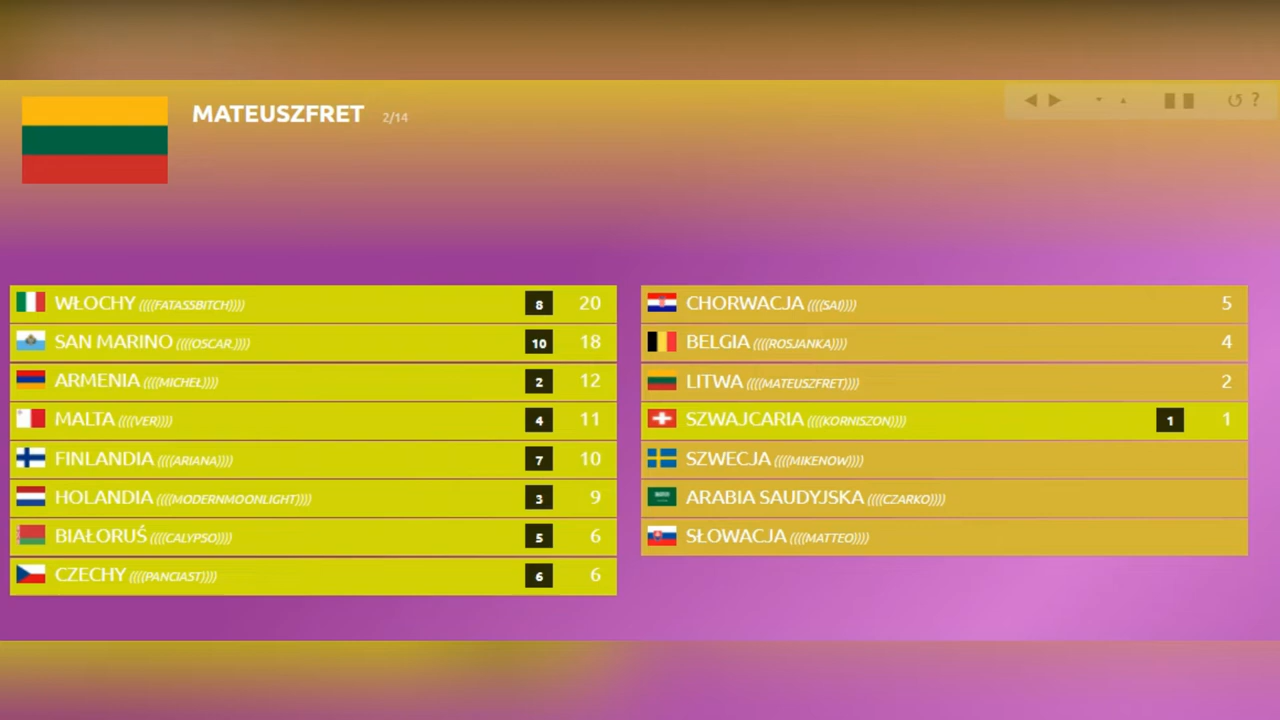 MATEUSZFRET 2/14
?
WŁOCHY ((((FATASSBITCH)))) 8 20
SAN MARINO ((((OSCAR.)))) 10 18
ARMENIA ((((MICHEŁ)))) 2 12
MALTA ((((VER)))) 4 11
FINLANDIA ((((ARIANA)))) 7 10
HOLANDIA ((((MODERNMOONLIGHT)))) 3 9
BIAŁORUŚ ((((CALYPSO)))) 5 6
CZECHY ((((PANCIAST)))) 6 6
CHORWACJA ((((SAI)))) 5
BELGIA ((((ROSJANKA)))) 4
LITWA ((((MATEUSZFRET)))) 2
SZWAJCARIA ((((KORNISZON)))) 1 1
SZWECJA ((((MIKENOW))))
ARABIA SAUDYJSKA ((((CZARKO))))
SŁOWACJA ((((MATTEO))))